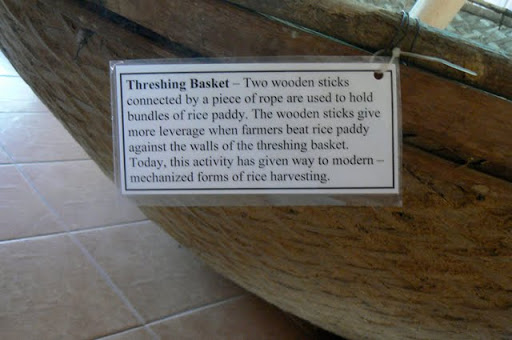 Threshing Basket – Two wooden sticks
connected by a piece of rope are used to hold
bundles of rice paddy. The wooden sticks give
more leverage when farmers beat rice paddy
against the walls of the threshing basket.
Today, this activity has given way to modern –
mechanized forms of rice harvesting.